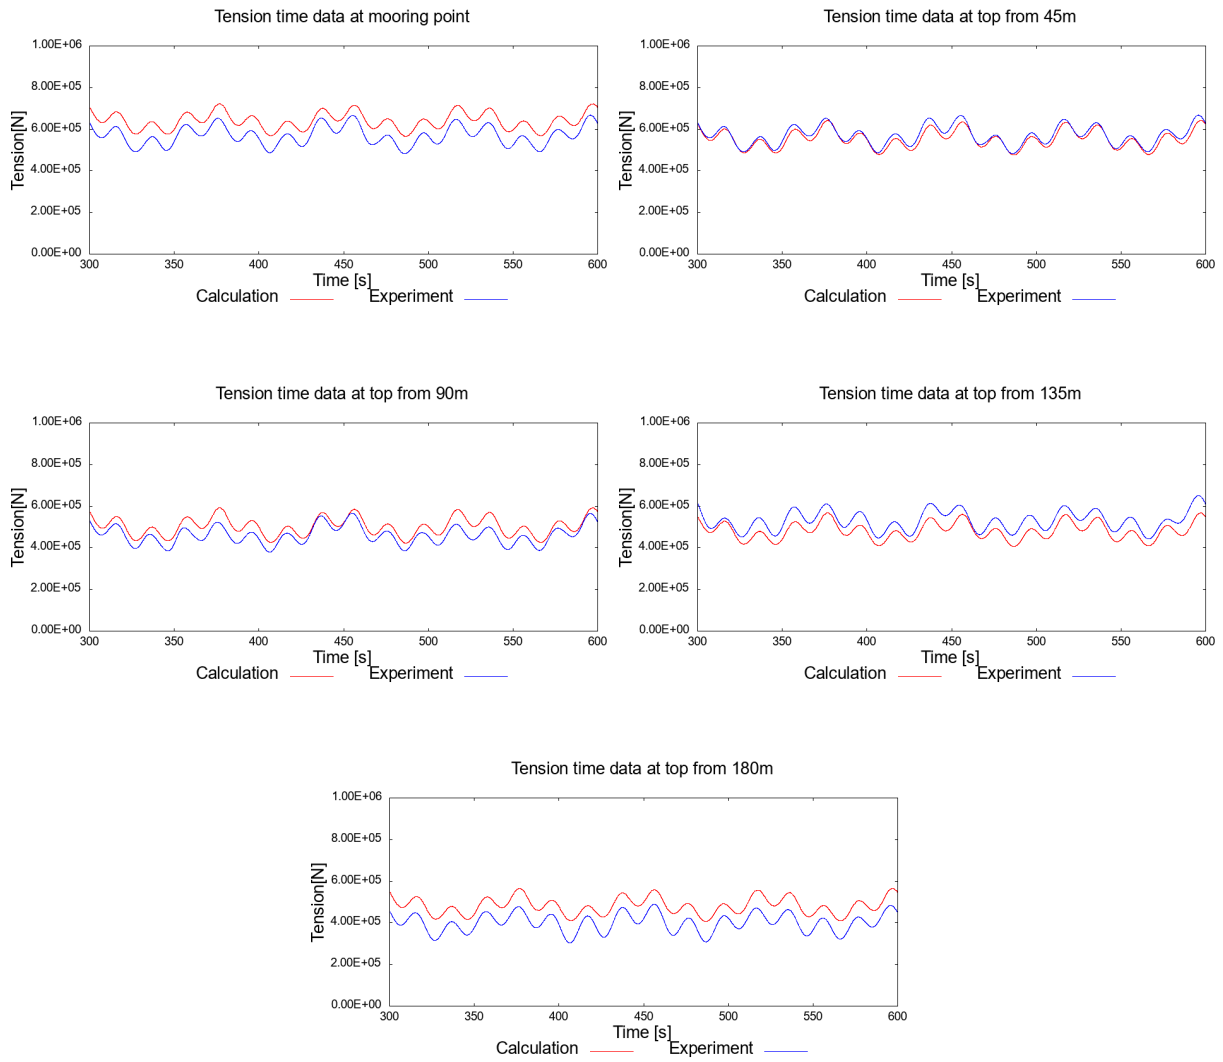 Tension time data at mooring point
1.00E+06
8.00E+05
6.00E+05
4.00E+05
2.00E+05
0.00E+00
Tension[N]
300 350 400 450 500 550 600
Time [s]
Calculation Experiment
Tension time data at top from 45m
1.00E+06
8.00E+05
6.00E+05
4.00E+05
2.00E+05
0.00E+00
Tension[N]
300 350 400 450 500 550 600
Time [s]
Calculation Experiment
Tension time data at top from 90m
1.00E+06
8.00E+05
6.00E+05
4.00E+05
2.00E+05
0.00E+00
Tension[N]
300 350 400 450 500 550 600
Time [s]
Calculation Experiment
Tension time data at top from 135m
1.00E+06
8.00E+05
6.00E+05
4.00E+05
2.00E+05
0.00E+00
Tension[N]
300 350 400 450 500 550 600
Time [s]
Calculation Experiment
Tension time data at top from 180m
1.00E+06
8.00E+05
6.00E+05
4.00E+05
2.00E+05
0.00E+00
Tension[N]
300 350 400 450 500 550 600
Time [s]
Calculation Experiment